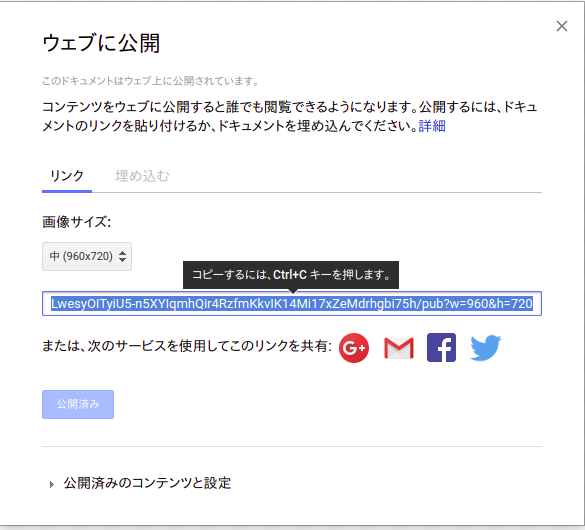 ウェブに公開
このドキュメントはウェブ上に公開されています。
コンテンツをウェブに公開すると誰でも閲覧できるようになります。公開するには、ドキュ
メントのリンクを貼り付けるか、ドキュメントを埋め込んでください。詳細
リンク 埋め込む
画像サイズ:
中 (960x720)
コピーするには、Ctrl+C キーを押します。
LwesyOITyiU5-n5XYIqmhQir4RzfmKkvIK14Mi17xZeMdrhgbi75h/pub?w=960&h=720
または、次のサービスを使用してこのリンクを共有:
G+
f
公開済み
公開済みのコンテンツと設定